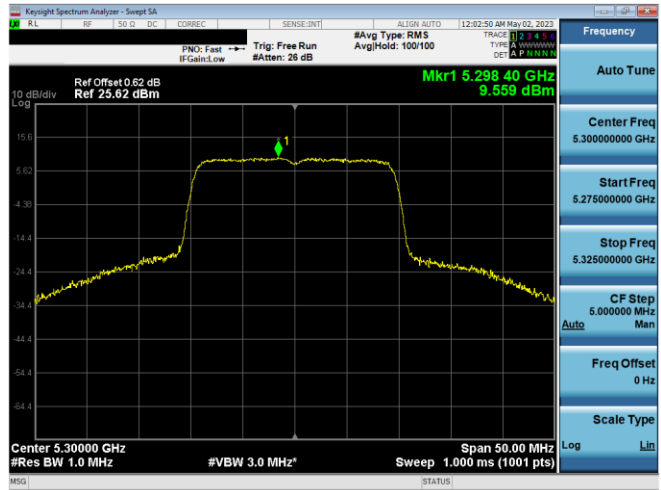 Keysight Spectrum Analyzer - Swept SA
RL RF 50 Ω DC CORREC SENSE:INT ALIGN AUTO 12:02:50 AM May 02, 2023
PNO: Fast
IFGain:Low
Trig: Free Run
#Atten: 26 dB
#Avg Type: RMS
Avg|Hold: 100/100
TRACE 1 2 3 4 5 6
TYPE A WWWWW
DET A P N N N N
Ref Offset 0.62 dB
10 dB/div Ref 25.62 dBm
Log
Mkr1 5.298 40 GHz
9.559 dBm
1
15.6
5.62
-4.38
-14.4
-24.4
-34.4
-44.4
-54.4
-64.4
Center 5.30000 GHz Span 50.00 MHz
#Res BW 1.0 MHz #VBW 3.0 MHz* Sweep 1.000 ms (1001 pts)
MSG STATUS
Frequency
Auto Tune
Center Freq
5.300000000 GHz
Start Freq
5.275000000 GHz
Stop Freq
5.325000000 GHz
CF Step
5.000000 MHz
Auto Man
Freq Offset
0 Hz
Scale Type
Log Lin